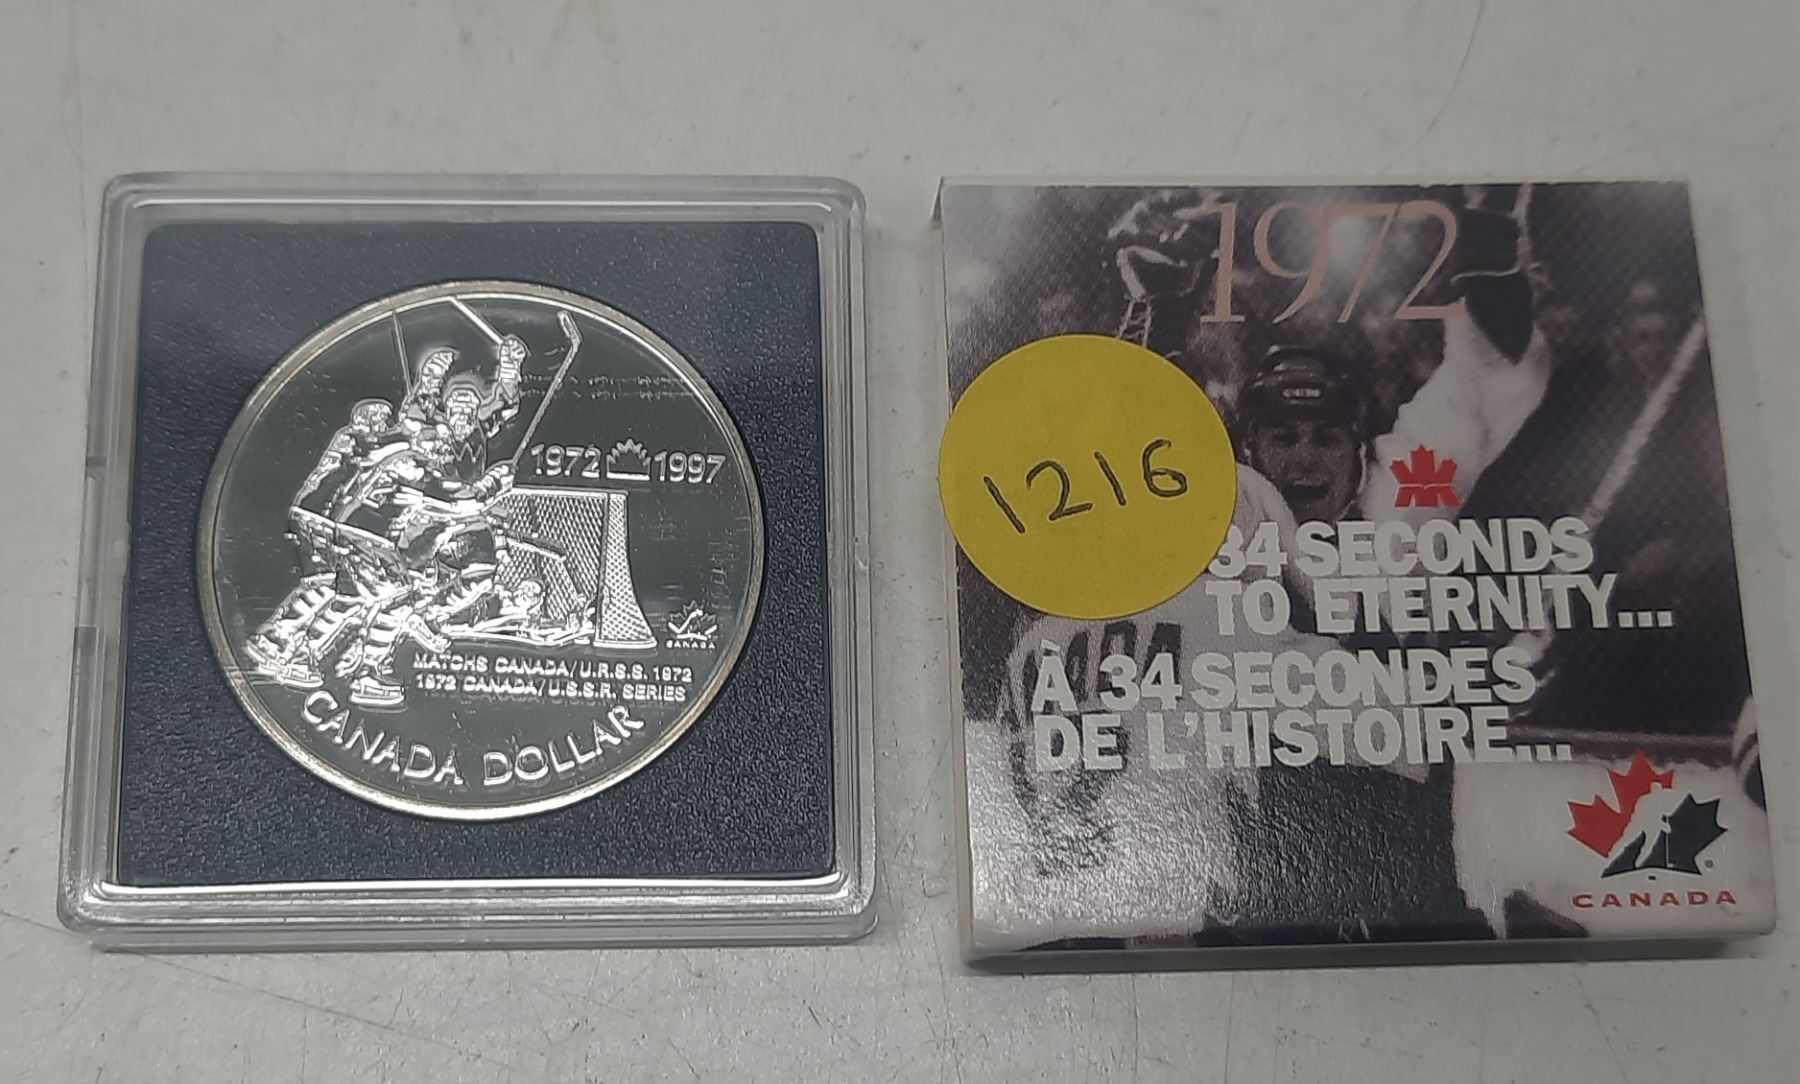 1972 1997
CANADA
MATCHS CANADA/U.R.S.S. 1972
1972 CANADA/U.S.S.R. SERIES
CANADA DOLLAR
1972
CCM
1216
34 SECONDS
TO ETERNITY...
À 34 SECONDES
DE L'HISTOIRE...
CANADA